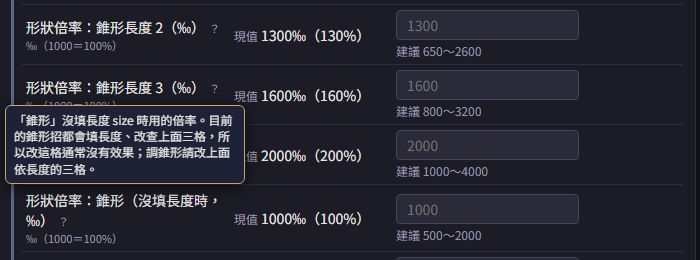 形狀倍率：錐形長度 2（‰） ?
‰（1000＝100%）
現值 1300‰（130%）
1300
建議 650～2600
形狀倍率：錐形長度 3（‰） ?
現值 1600‰（160%）
1600
建議 800～3200
「錐形」沒填長度 size 時用的倍率。目前
的錐形招都會填長度、改查上面三格，所
以改這格通常沒有效果；調錐形請改上面
依長度的三格。
值 2000‰（200%）
2000
建議 1000～4000
形狀倍率：錐形（沒填長度時，
‰） ?
‰（1000＝100%）
現值 1000‰（100%）
1000
建議 500～2000